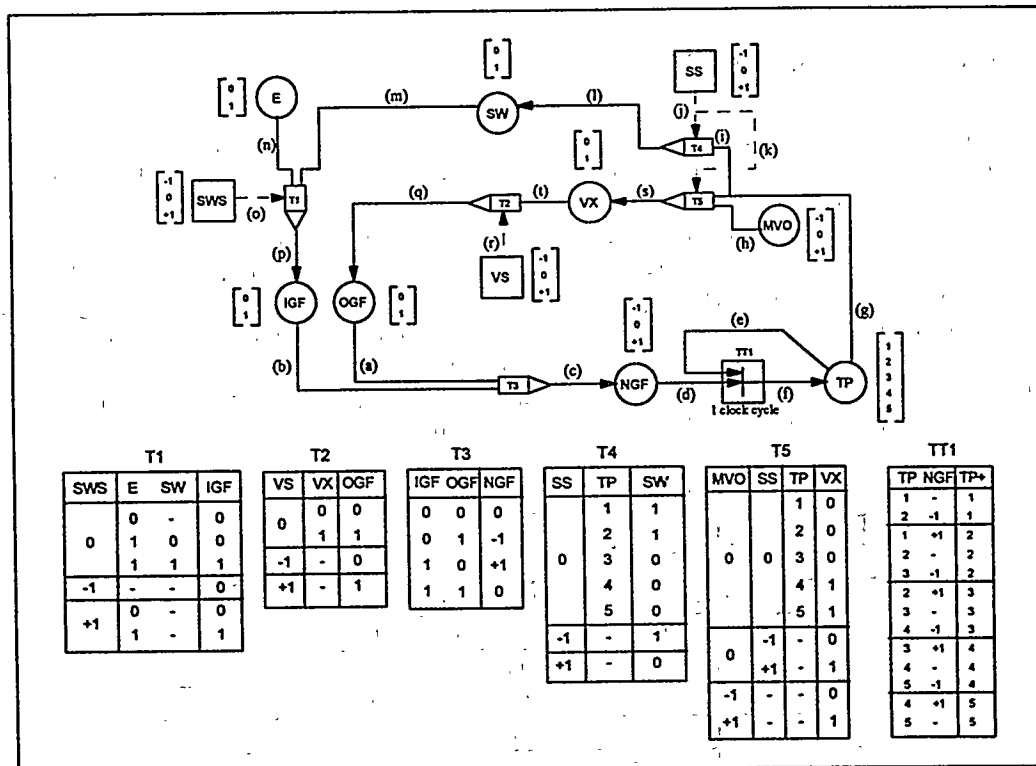 0
1
E
0
1
(m)
SW
(l)
SS
-1
0
+1
(j)
(n)
0
1
T4
(i)
(k)
-1
0
+1
SWS
(o)
T1
(q)
T2
(t)
VX
(s)
T5
(r)
(h)
MVO
-1
0
+1
(p)
VS
-1
0
+1
0
1
IGF
OGF
0
1
-1
0
+1
(e)
(g)
(b)
(a)
TT1
T3
(c)
NGF
(d)
(f)
TP
1
2
3
4
5
1 clock cycle
T1
SWS E SW IGF
0 0 - 0
1 0 0
1 1 1
-1 - - 0
+1 0 - 0
1 - 1
T2
VS VX OGF
0 0 0
1 1
-1 - 0
+1 - 1
T3
IGF OGF NGF
0 0 0
0 1 -1
1 0 +1
1 1 0
T4
SS TP SW
1 1
2 1
0 3 0
4 0
5 0
-1 - 1
+1 - 0
T5
MVO SS TP VX
1 0
2 0
0 0 3 0
4 1
5 1
0 -1 - 0
+1 - 1
-1 - - 0
+1 - - 1
TT1
TP NGF TP+
1 - 1
2 -1 1
1 +1 2
2 - 2
3 -1 2
2 +1 3
3 - 3
4 -1 3
3 +1 4
4 - 4
5 -1 4
4 +1 5
5 - 5